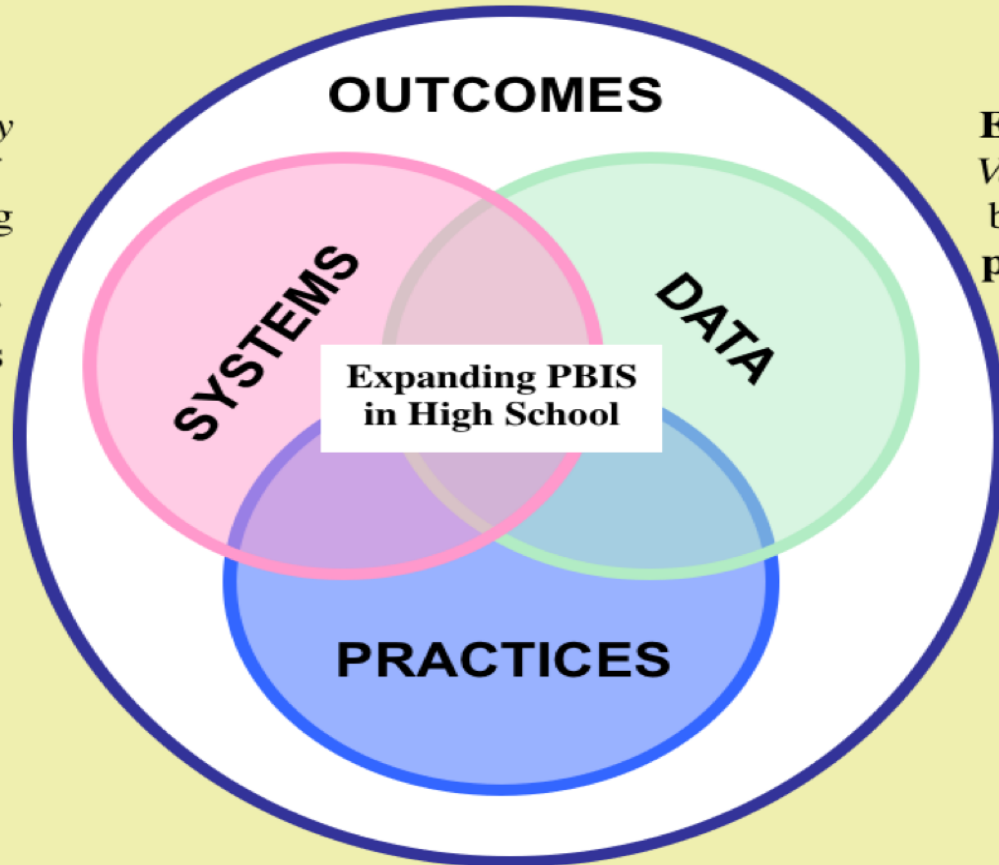 OUTCOMES
SYSTEMS
DATA
Expanding PBIS
in High School
PRACTICES